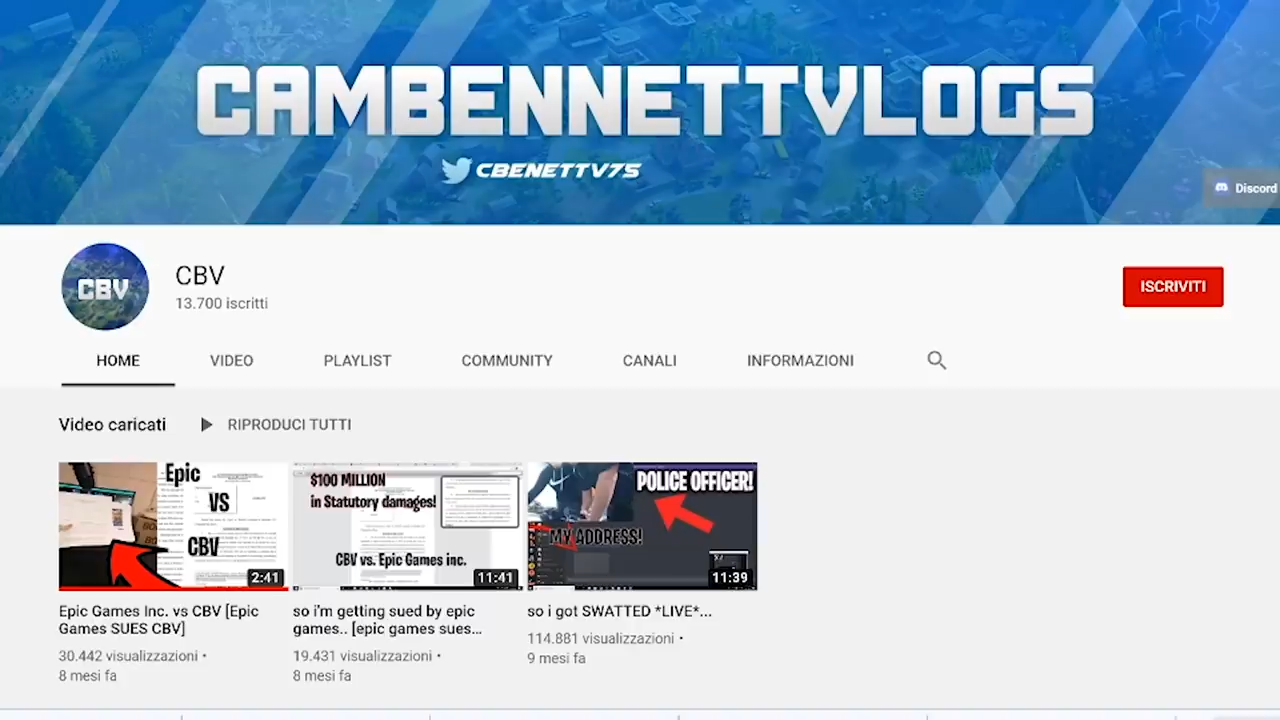 CAMBENNETTVLOGS
CBENETTV75
Discord
CBV
CBV
13.700 iscritti
ISCRIVITI
HOME VIDEO PLAYLIST COMMUNITY CANALI INFORMAZIONI
Video caricati RIPRODUCI TUTTI
Epic
VS
CBV
2:41
$100 MILLION
in Statutory damages!
CBV vs. Epic Games inc.
11:41
POLICE OFFICER!
MY ADDRESS!
11:39
Epic Games Inc. vs CBV [Epic
Games SUES CBV]
30.442 visualizzazioni •
8 mesi fa
so i'm getting sued by epic
games.. [epic games sues...
19.431 visualizzazioni •
8 mesi fa
so i got SWATTED *LIVE*...
114.881 visualizzazioni •
9 mesi fa